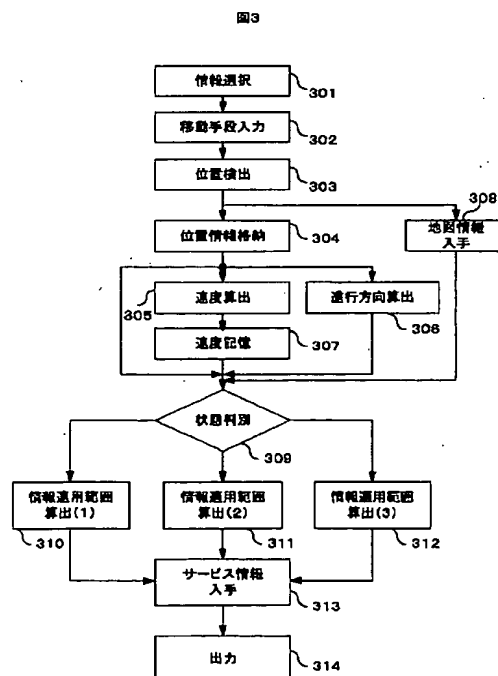 図3
情報選択
301
移動手段入力
302
位置検出
303
308
地図情報
入手
位置情報格納
304
速度算出
305
進行方向算出
306
速度記憶
307
状態判別
309
情報適用範囲
算出(1)
310
情報適用範囲
算出(2)
311
情報適用範囲
算出(3)
312
サービス情報
入手
313
出力
314